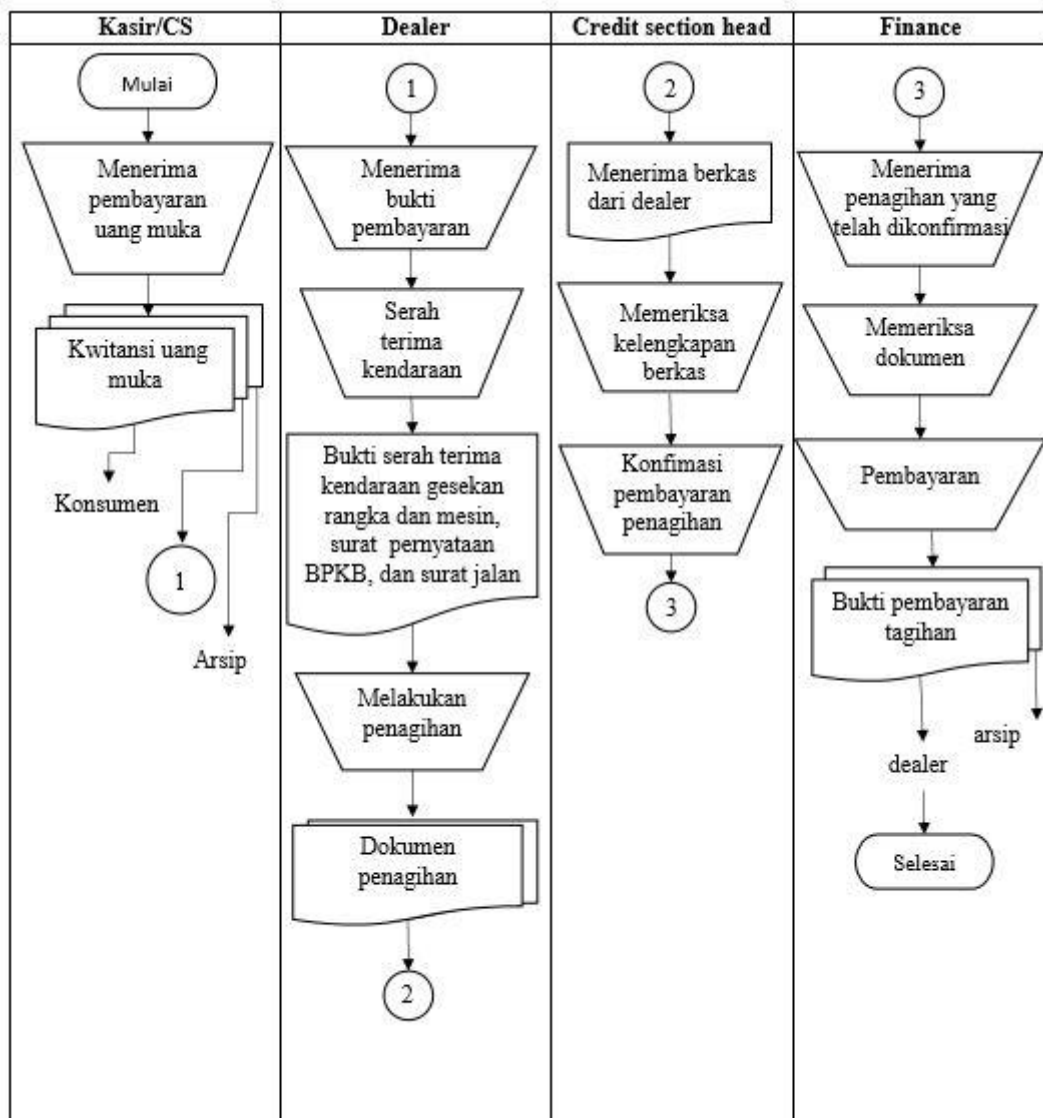 Kasir/CS
Mulai
Menerima
pembayaran
uang muka
Kwitansi uang
muka
Konsumen
1
Arsip
Dealer
1
Menerima
bukti
pembayaran
Serah
terima
kendaraan
Bukti serah terima
kendaraan gesekan
rangka dan mesin,
surat pernyataan
BPKB, dan surat jalan
Melakukan
penagihan
Dokumen
penagihan
2
Credit section head
2
Menerima berkas
dari dealer
Memeriksa
kelengkapan
berkas
Konfimasi
pembayaran
penagihan
3
Finance
3
Menerima
penagihan yang
telah dikonfirmasi
Memeriksa
dokumen
Pembayaran
Bukti pembayaran
tagihan
arsip
dealer
Selesai